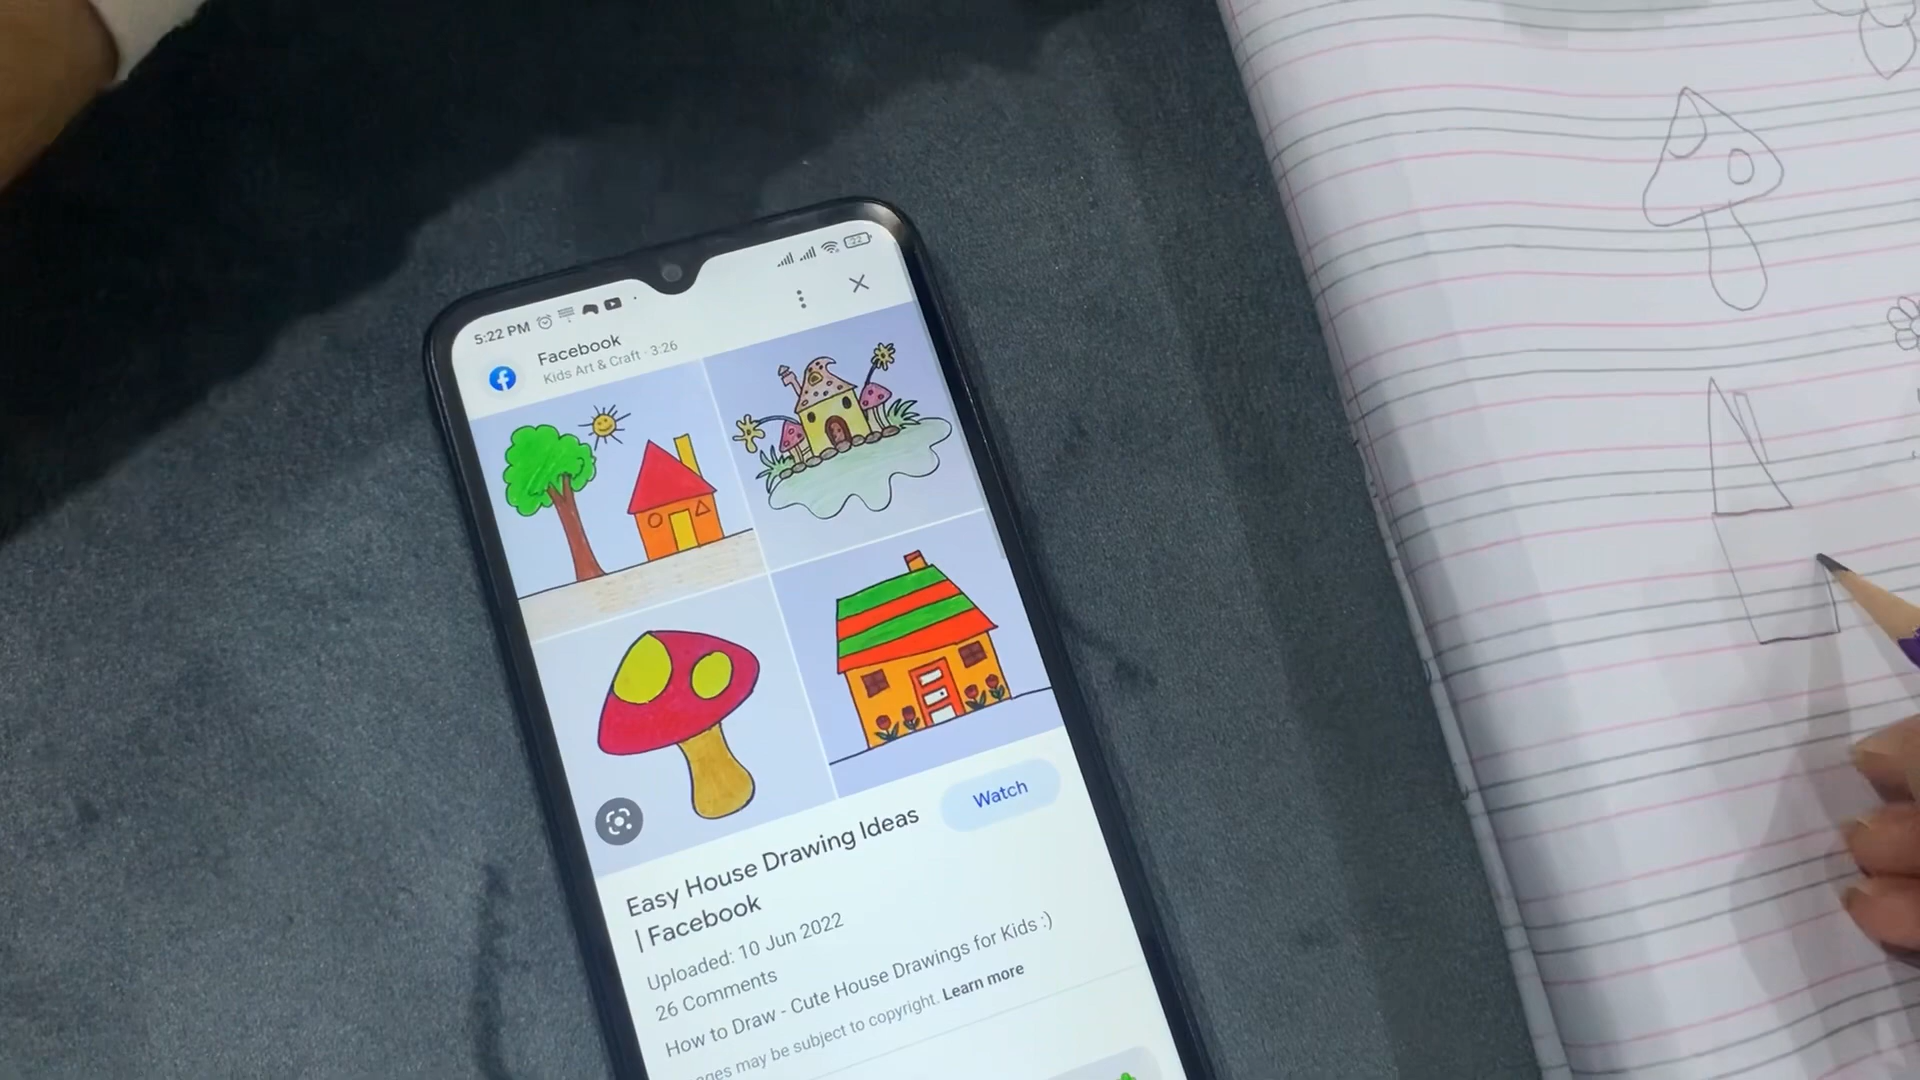 5:22 PM
22
Facebook
Kids Art & Craft · 3:26
Watch
Easy House Drawing Ideas
| Facebook
Uploaded: 10 Jun 2022
26 Comments
How to Draw - Cute House Drawings for Kids :)
may be subject to copyright. Learn more